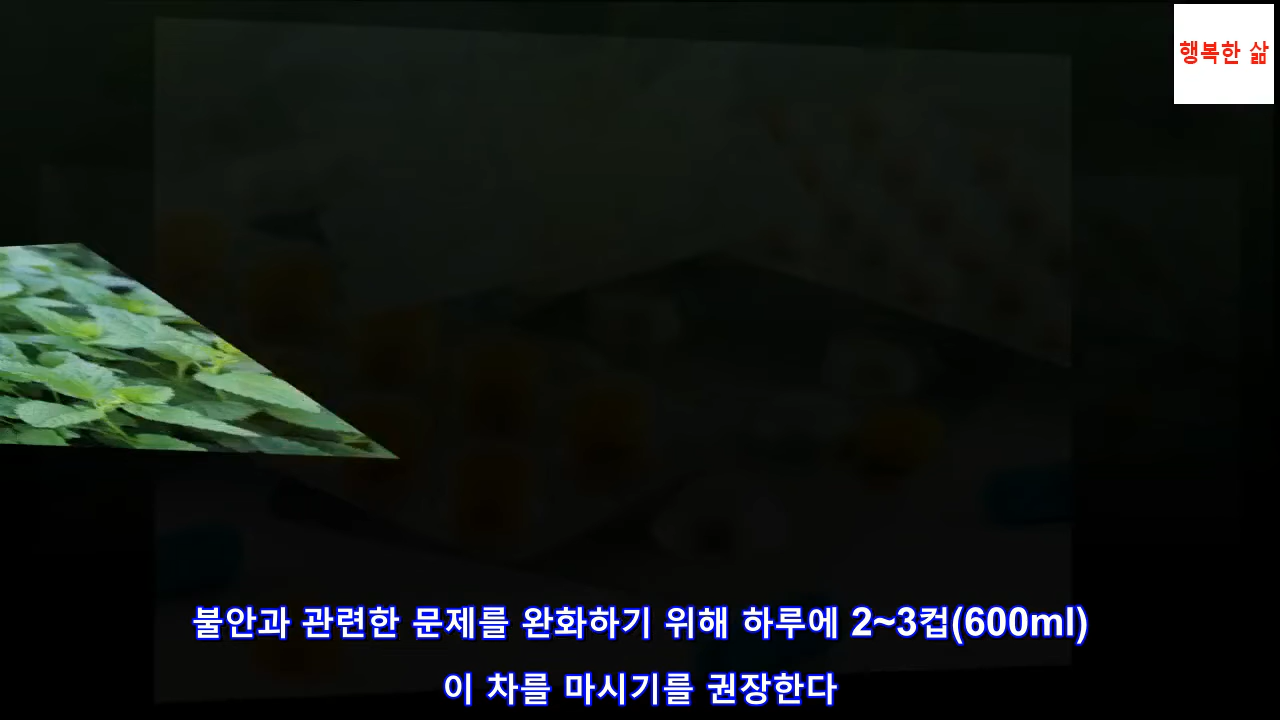 행복한 삶
불안과 관련한 문제를 완화하기 위해 하루에 2~3컵(600ml)
이 차를 마시기를 권장한다